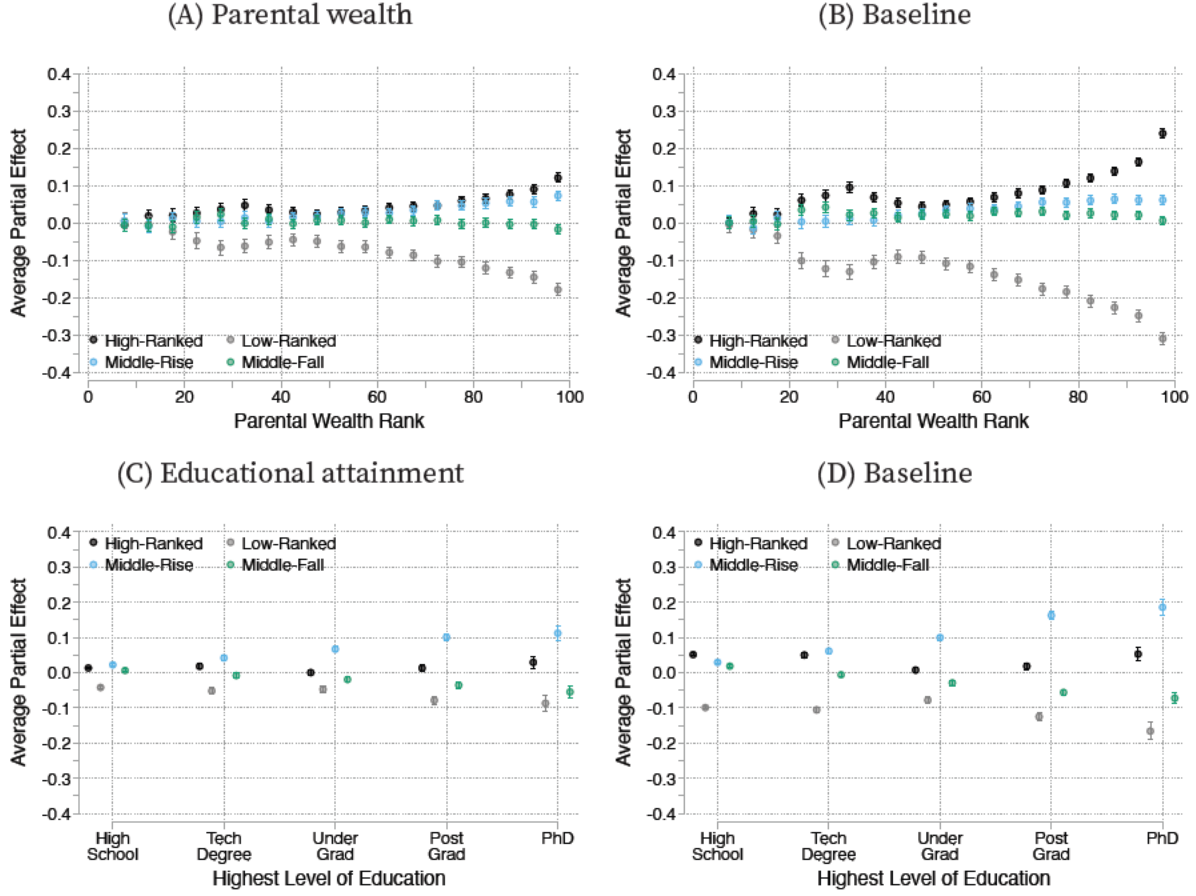 (A) Parental wealth
(B) Baseline
Average Partial Effect
0.4
0.3
0.2
0.1
0.0
-0.1
-0.2
-0.3
-0.4
High-Ranked
Low-Ranked
Middle-Rise
Middle-Fall
0 20 40 60 80 100
Parental Wealth Rank
Average Partial Effect
0.4
0.3
0.2
0.1
0.0
-0.1
-0.2
-0.3
-0.4
High-Ranked
Low-Ranked
Middle-Rise
Middle-Fall
0 20 40 60 80 100
Parental Wealth Rank
(C) Educational attainment
(D) Baseline
Average Partial Effect
0.4
0.3
0.2
0.1
0.0
-0.1
-0.2
-0.3
-0.4
High-Ranked
Low-Ranked
Middle-Rise
Middle-Fall
High School
Tech Degree
Under Grad
Post Grad
PhD
Highest Level of Education
Average Partial Effect
0.4
0.3
0.2
0.1
0.0
-0.1
-0.2
-0.3
-0.4
High-Ranked
Low-Ranked
Middle-Rise
Middle-Fall
High School
Tech Degree
Under Grad
Post Grad
PhD
Highest Level of Education